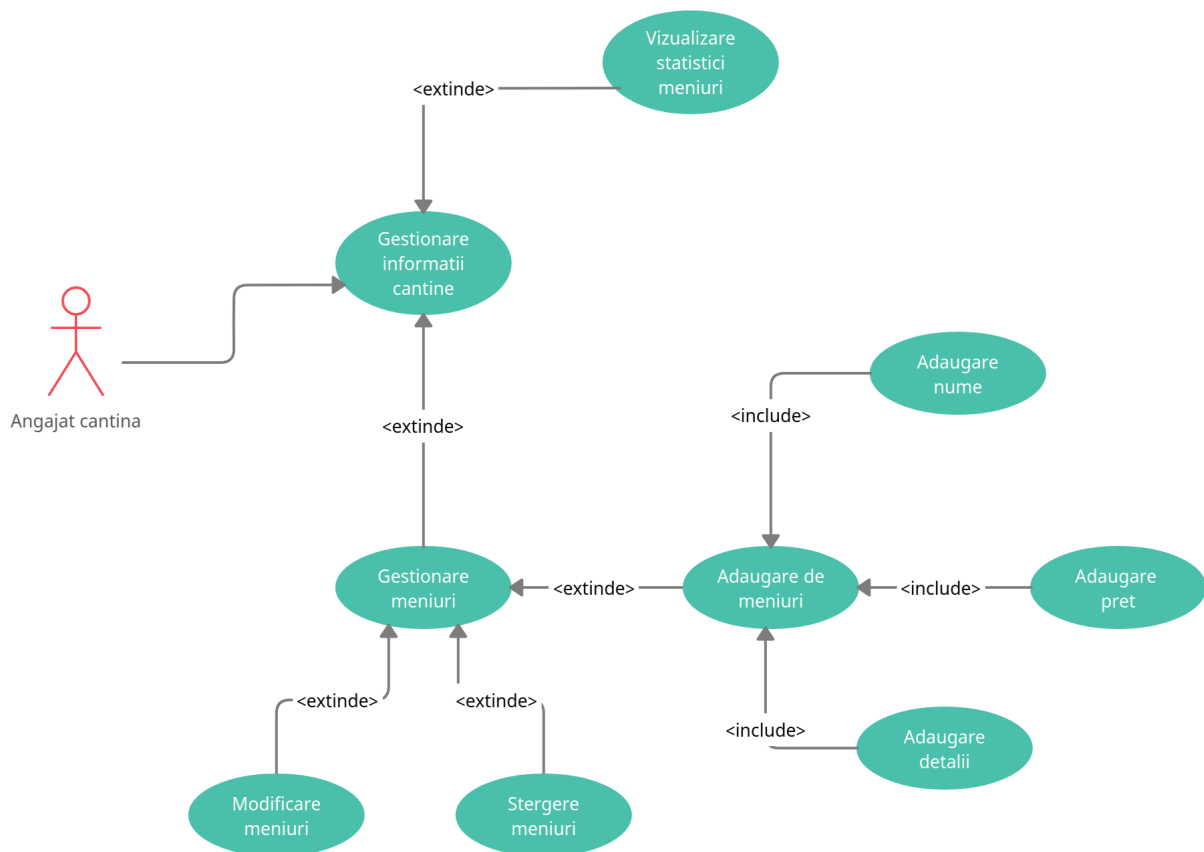 Vizualizare
statistici
meniuri
<extinde>
Gestionare
informatii
cantine
Angajat cantina
<extinde>
Adaugare
nume
<include>
Gestionare
meniuri
<extinde>
Adaugare de
meniuri
<include>
Adaugare
pret
<extinde>
<extinde>
<include>
Adaugare
detalii
Modificare
meniuri
Stergere
meniuri